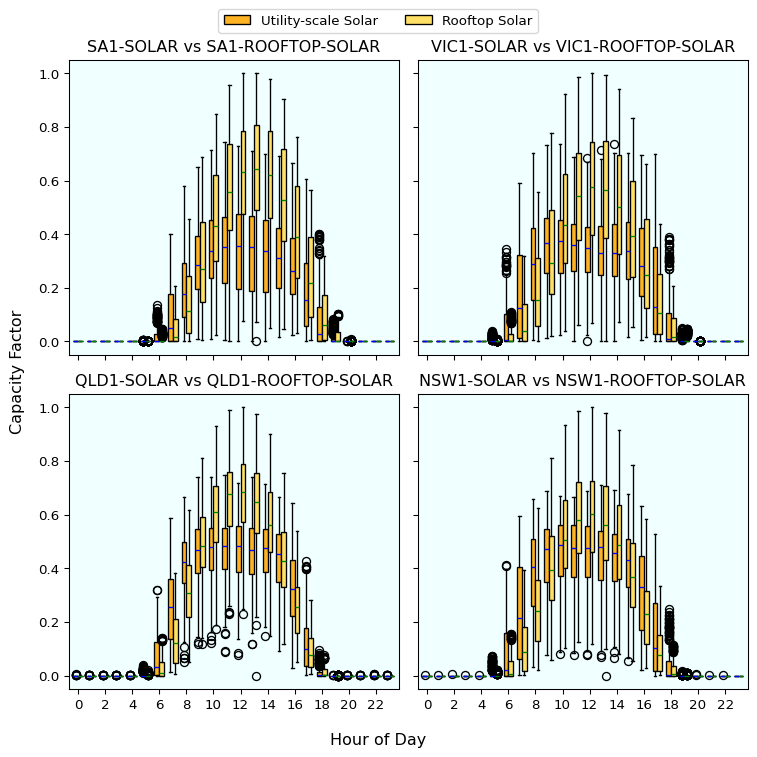 Utility-scale Solar Rooftop Solar
SA1-SOLAR vs SA1-ROOFTOP-SOLAR VIC1-SOLAR vs VIC1-ROOFTOP-SOLAR
1.0
0.8
0.6
0.4
0.2
0.0
QLD1-SOLAR vs QLD1-ROOFTOP-SOLAR NSW1-SOLAR vs NSW1-ROOFTOP-SOLAR
1.0
0.8
0.6
0.4
0.2
0.0
0 2 4 6 8 10 12 14 16 18 20 22 0 2 4 6 8 10 12 14 16 18 20 22
Capacity Factor
Hour of Day